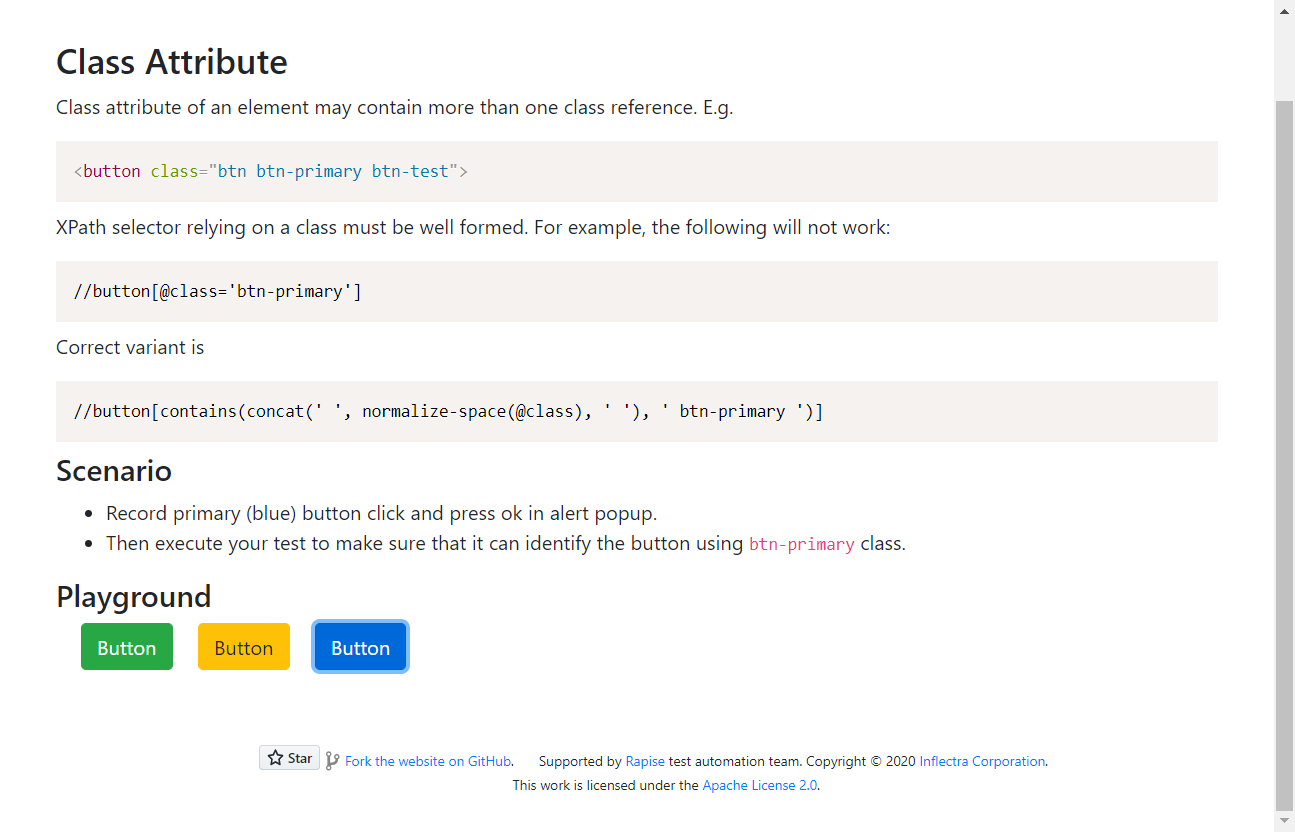 Class Attribute
Class attribute of an element may contain more than one class reference. E.g.
<button class="btn btn-primary btn-test">
XPath selector relying on a class must be well formed. For example, the following will not work:
//button[@class='btn-primary']
Correct variant is
//button[contains(concat(' ', normalize-space(@class), ' '), ' btn-primary ')]
Scenario
• Record primary (blue) button click and press ok in alert popup.
• Then execute your test to make sure that it can identify the button using btn-primary class.
Playground
Button Button Button
Star Fork the website on GitHub. Supported by Rapise test automation team. Copyright © 2020 Inflectra Corporation.
This work is licensed under the Apache License 2.0.